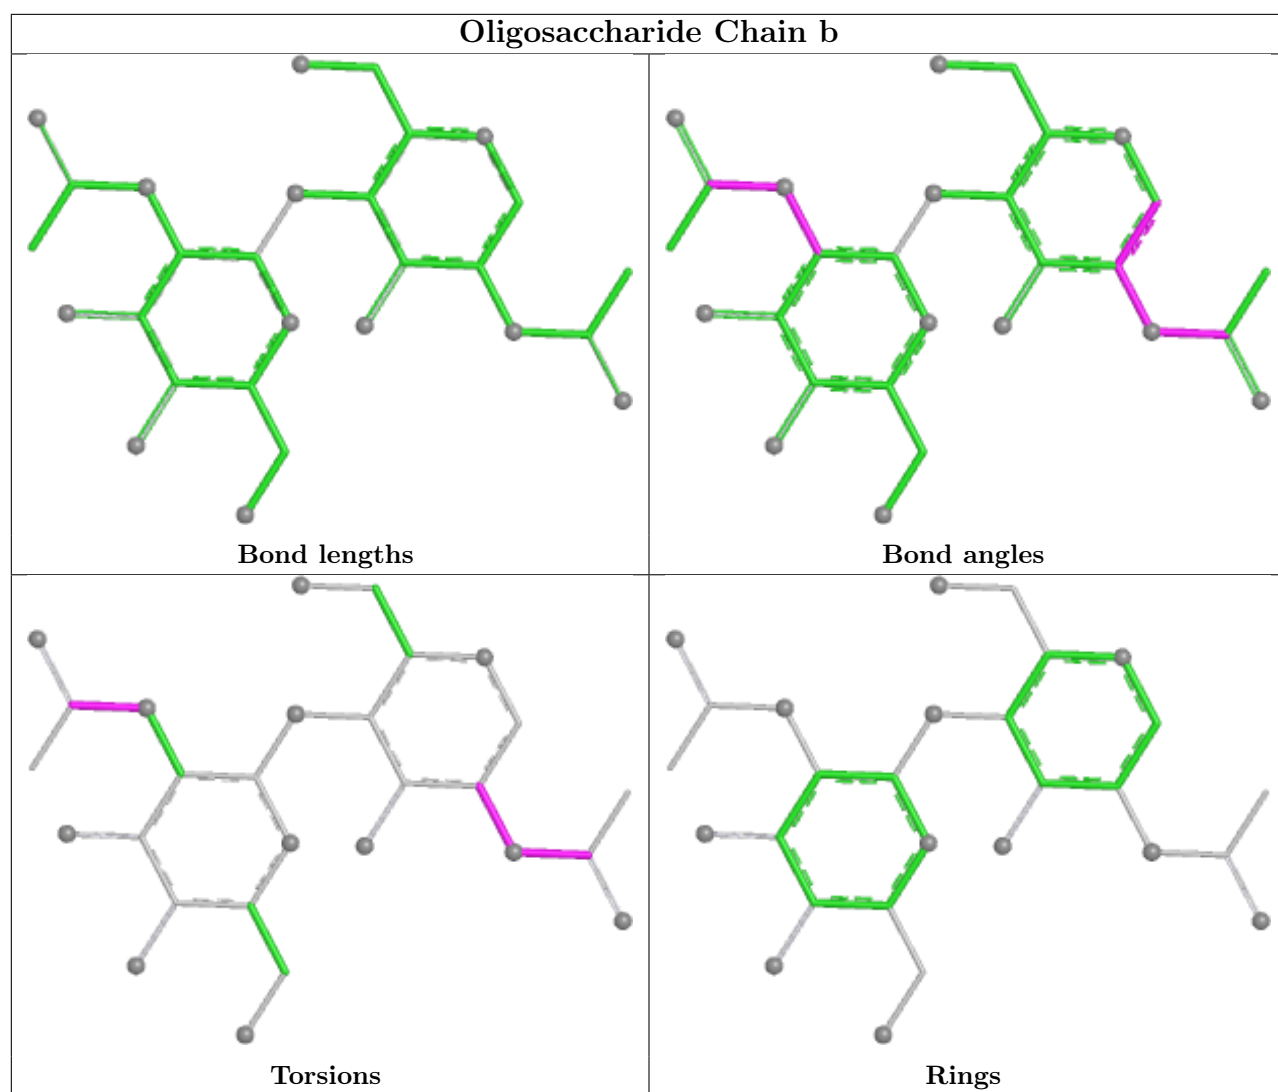 Oligosaccharide Chain b
Bond lengths
Bond angles
Torsions
Rings